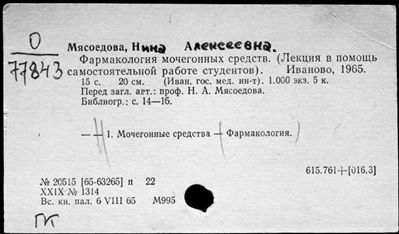 О
77843
Мясоедова, Нина Алексеевна.
Фармакология мочегонных средств. (Лекция в помощь
самостоятельной работе студентов). Иваново, 1965.
15 с. 20 см. (Иван. гос. мед. ин-т). 1.000 экз. 5 к.
Перед загл. авт.: проф. Н. А. Мясоедова.
Библиогр.: с. 14—16.
— 1. Мочегонные средства — Фармакология.
615.761+[016.3]
№ 20515 [65-63265] п 22
XXIX № 1314
Вс. кн. пал. 6 VIII 65 М995
ГК